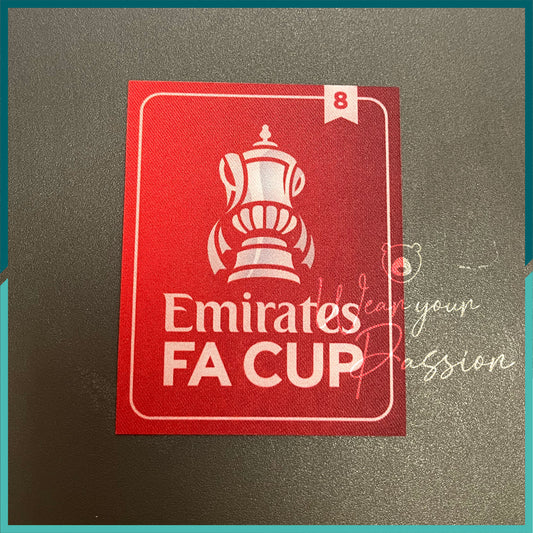 8
Emirates
FA CUP
Wear your
Passion